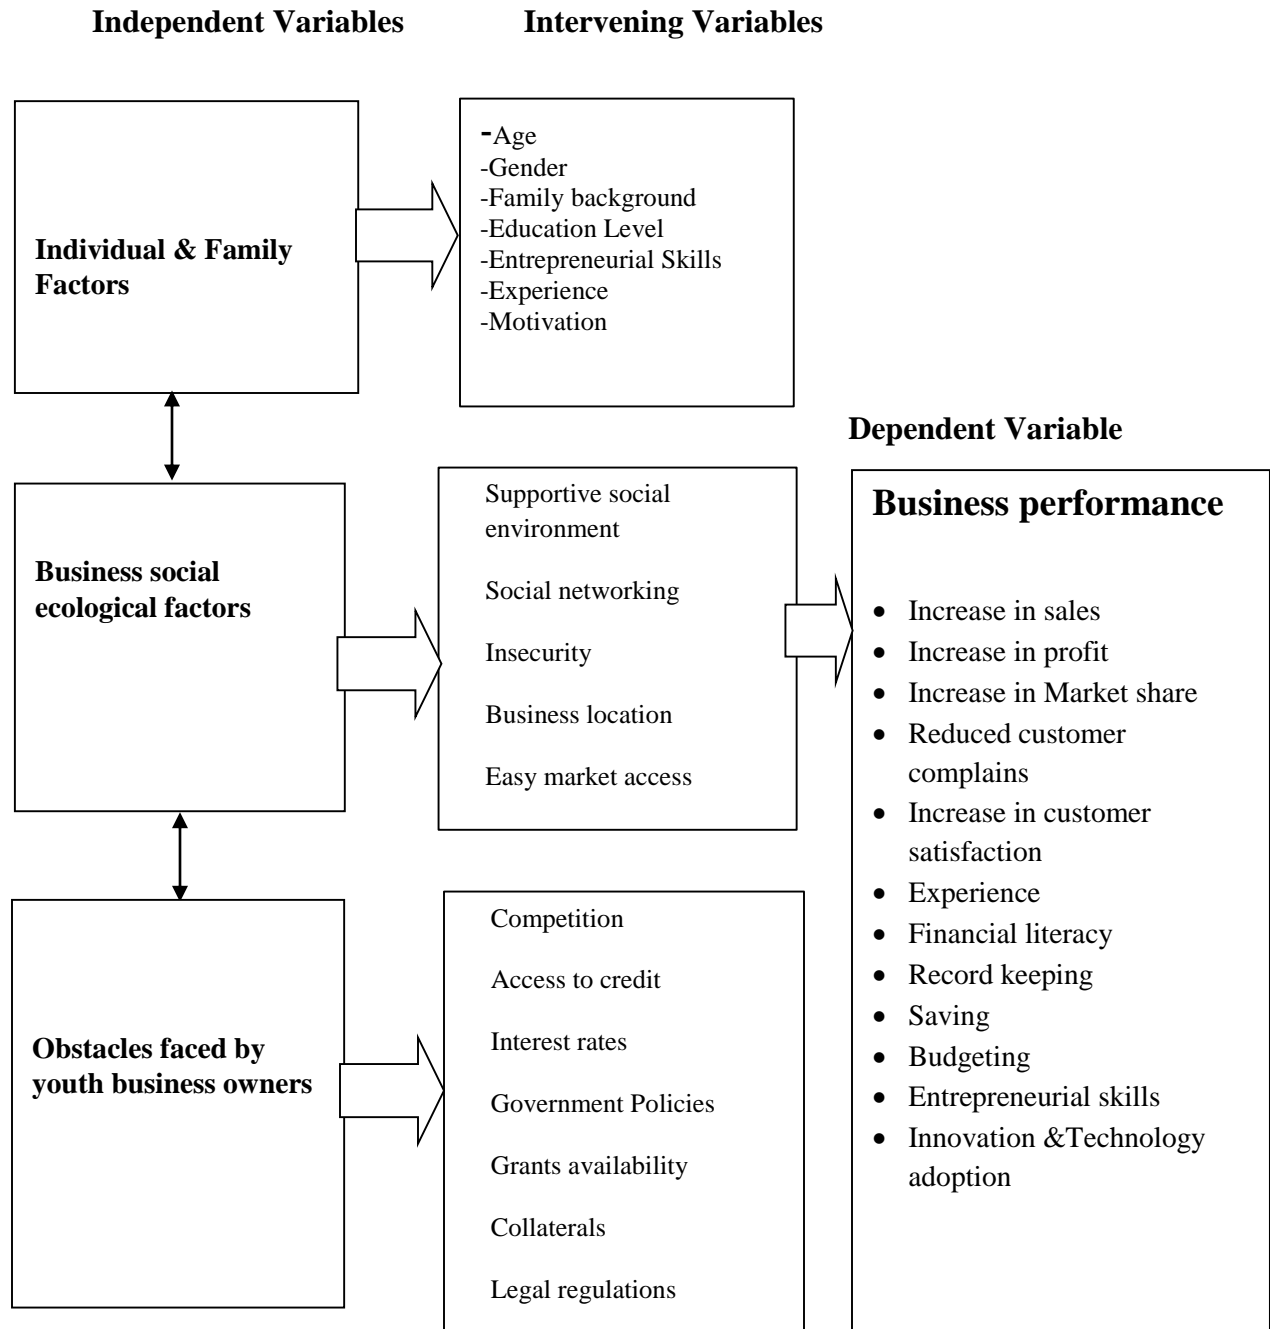 Independent Variables
Intervening Variables
Individual & Family
Factors
-Age
-Gender
-Family background
-Education Level
-Entrepreneurial Skills
-Experience
-Motivation
Business social
ecological factors
Supportive social
environment
Social networking
Insecurity
Business location
Easy market access
Obstacles faced by
youth business owners
Competition
Access to credit
Interest rates
Government Policies
Grants availability
Collaterals
Legal regulations
Dependent Variable
Business performance
• Increase in sales
• Increase in profit
• Increase in Market share
• Reduced customer
complains
• Increase in customer
satisfaction
• Experience
• Financial literacy
• Record keeping
• Saving
• Budgeting
• Entrepreneurial skills
• Innovation &Technology
adoption